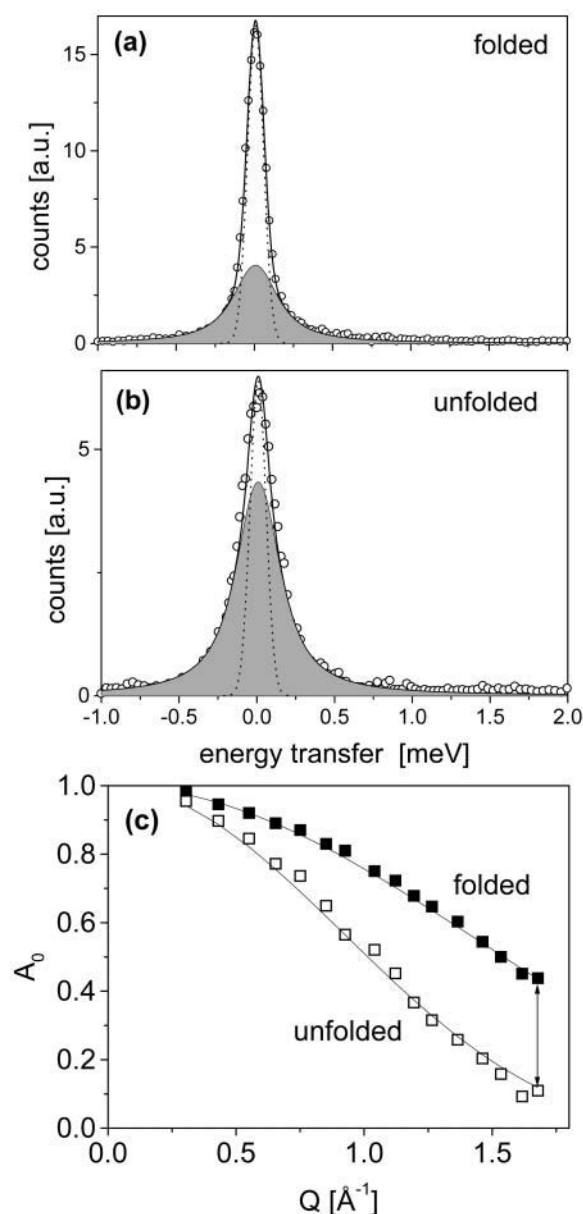 (a) folded
15
10
5
0
counts [a.u.]
(b) unfolded
5
0
counts [a.u.]
-1.0 -0.5 0.0 0.5 1.0 1.5 2.0
energy transfer [meV]
1.0
(c)
0.8
folded
0.6
A₀
0.4
unfolded
0.2
0.0
0.0 0.5 1.0 1.5
Q [Å⁻¹]